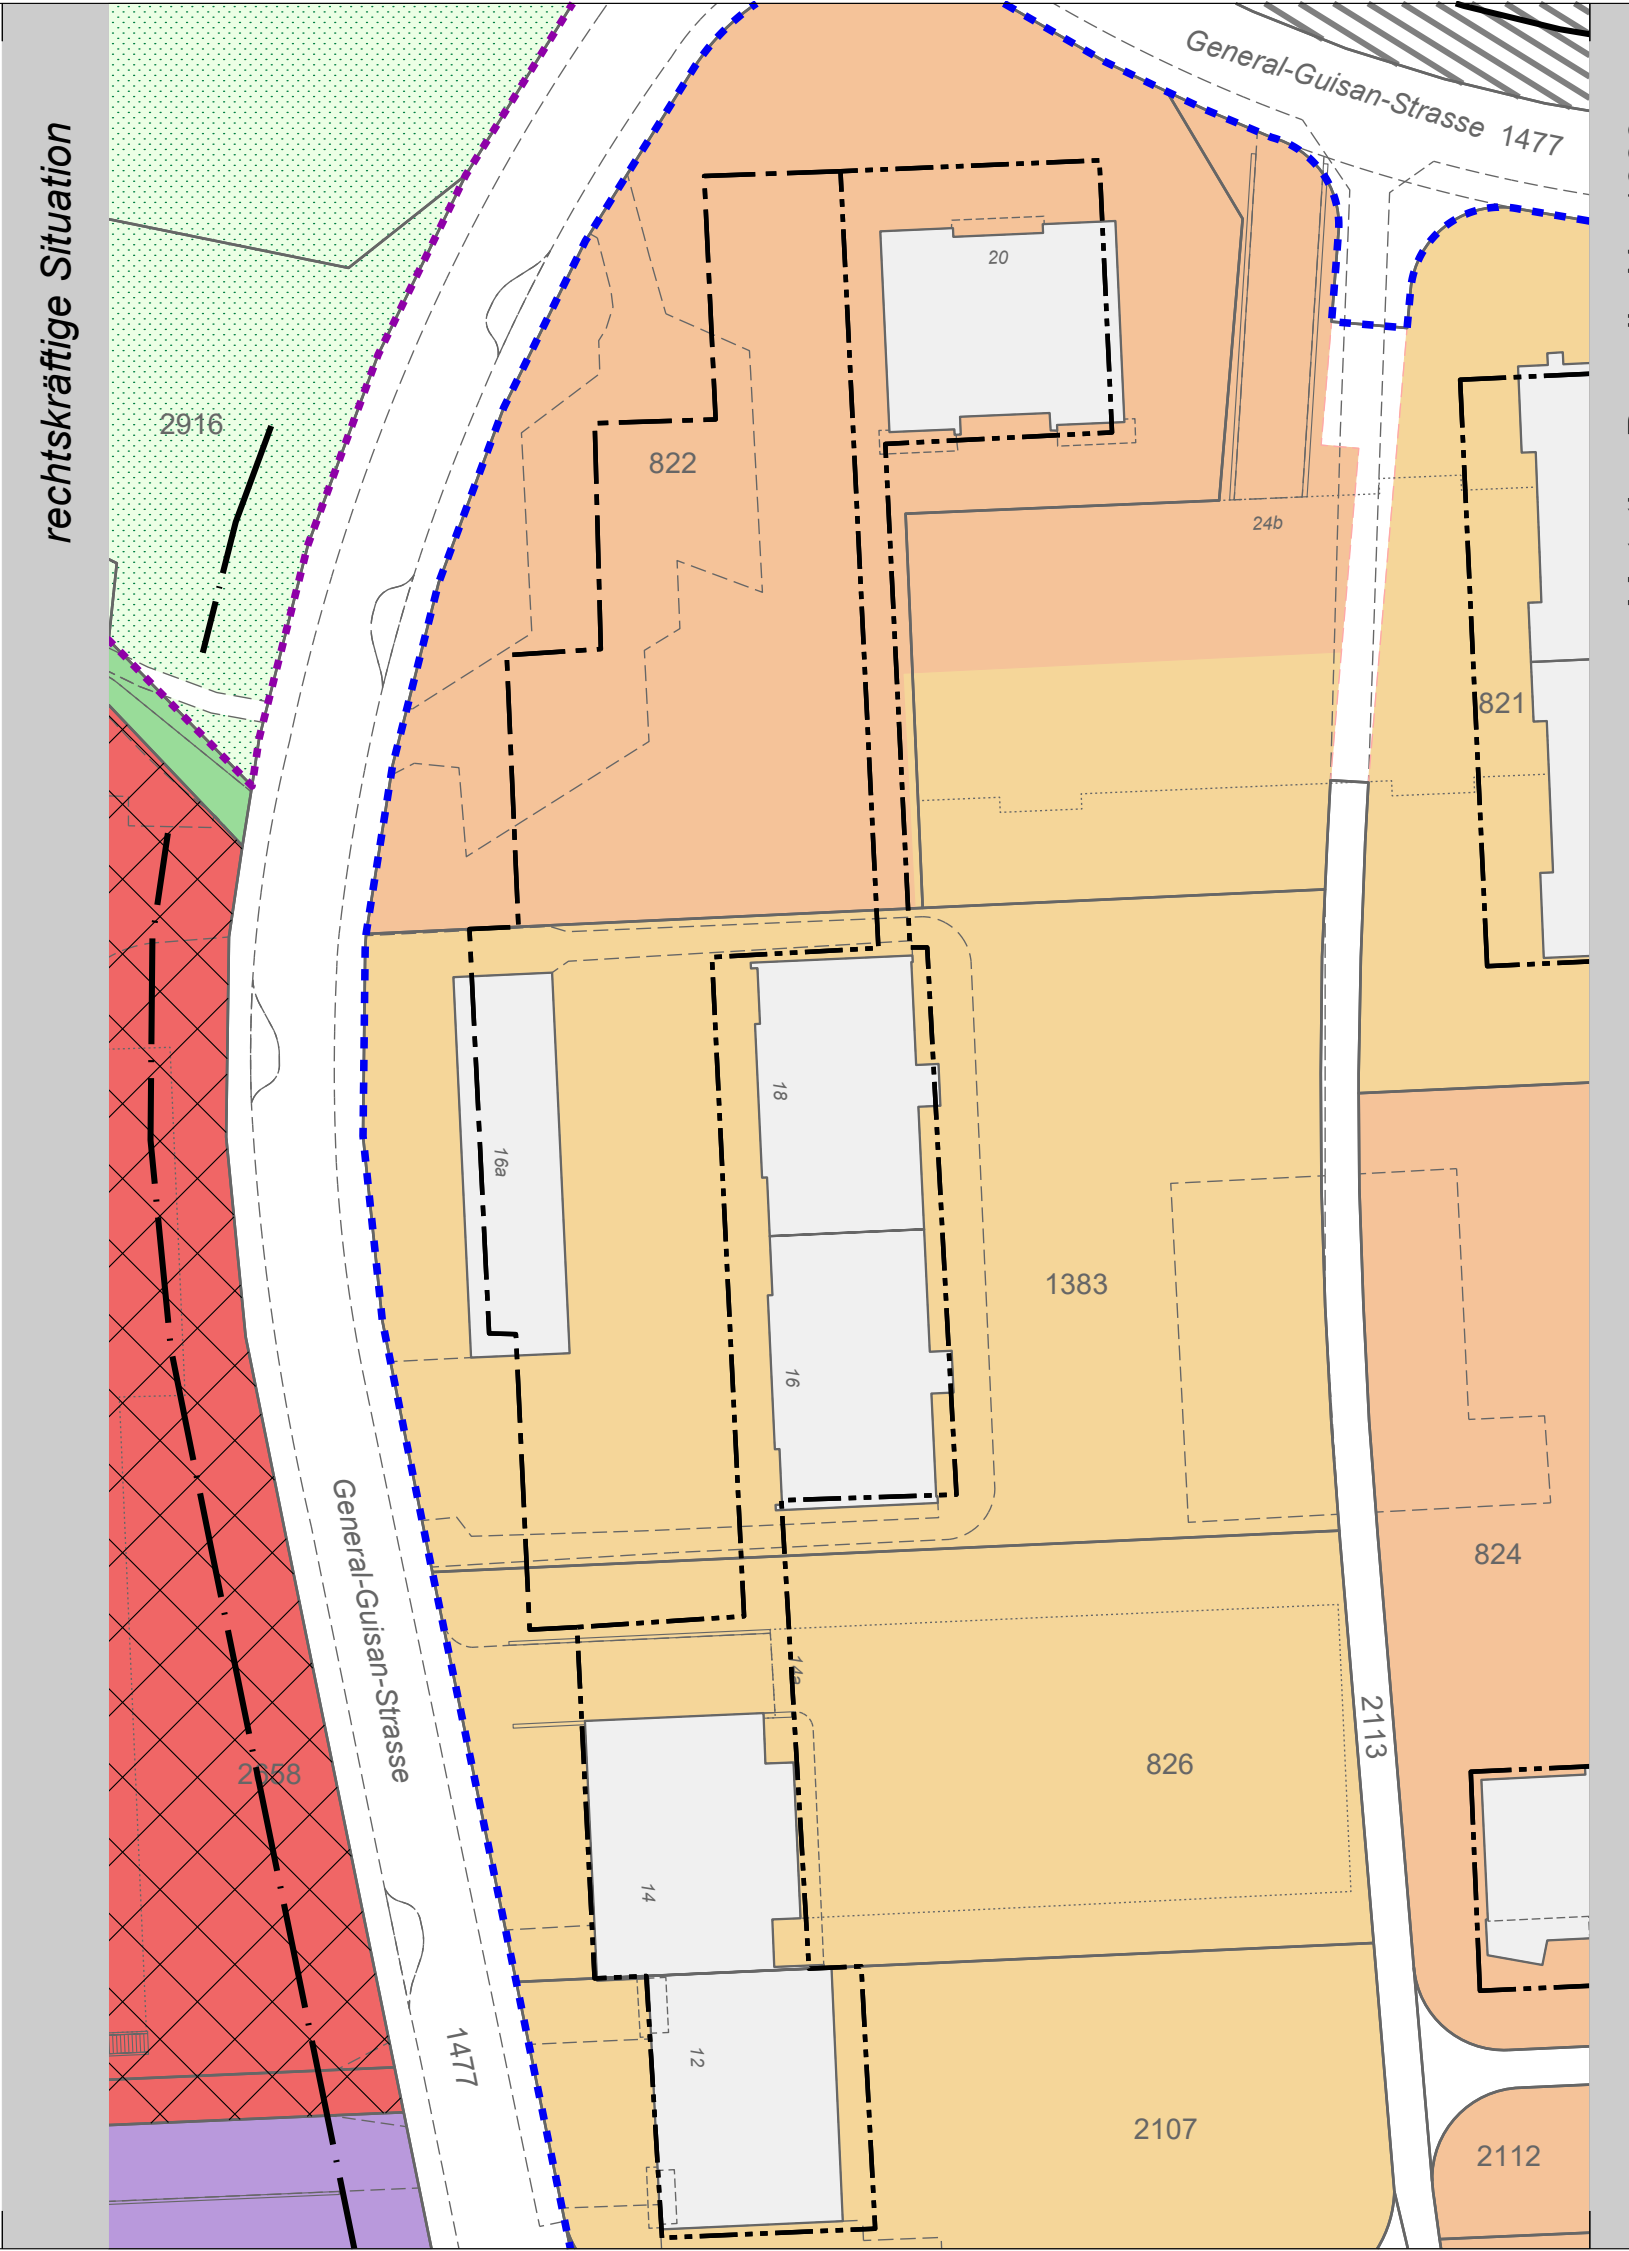 rechtskräftige Situation
General-Guisan-Strasse 1477
20
2916
822
24b
821
18
16a
1383
16
General-Guisan-Strasse
824
14a
2113
826
14
1477
12
2107
2112